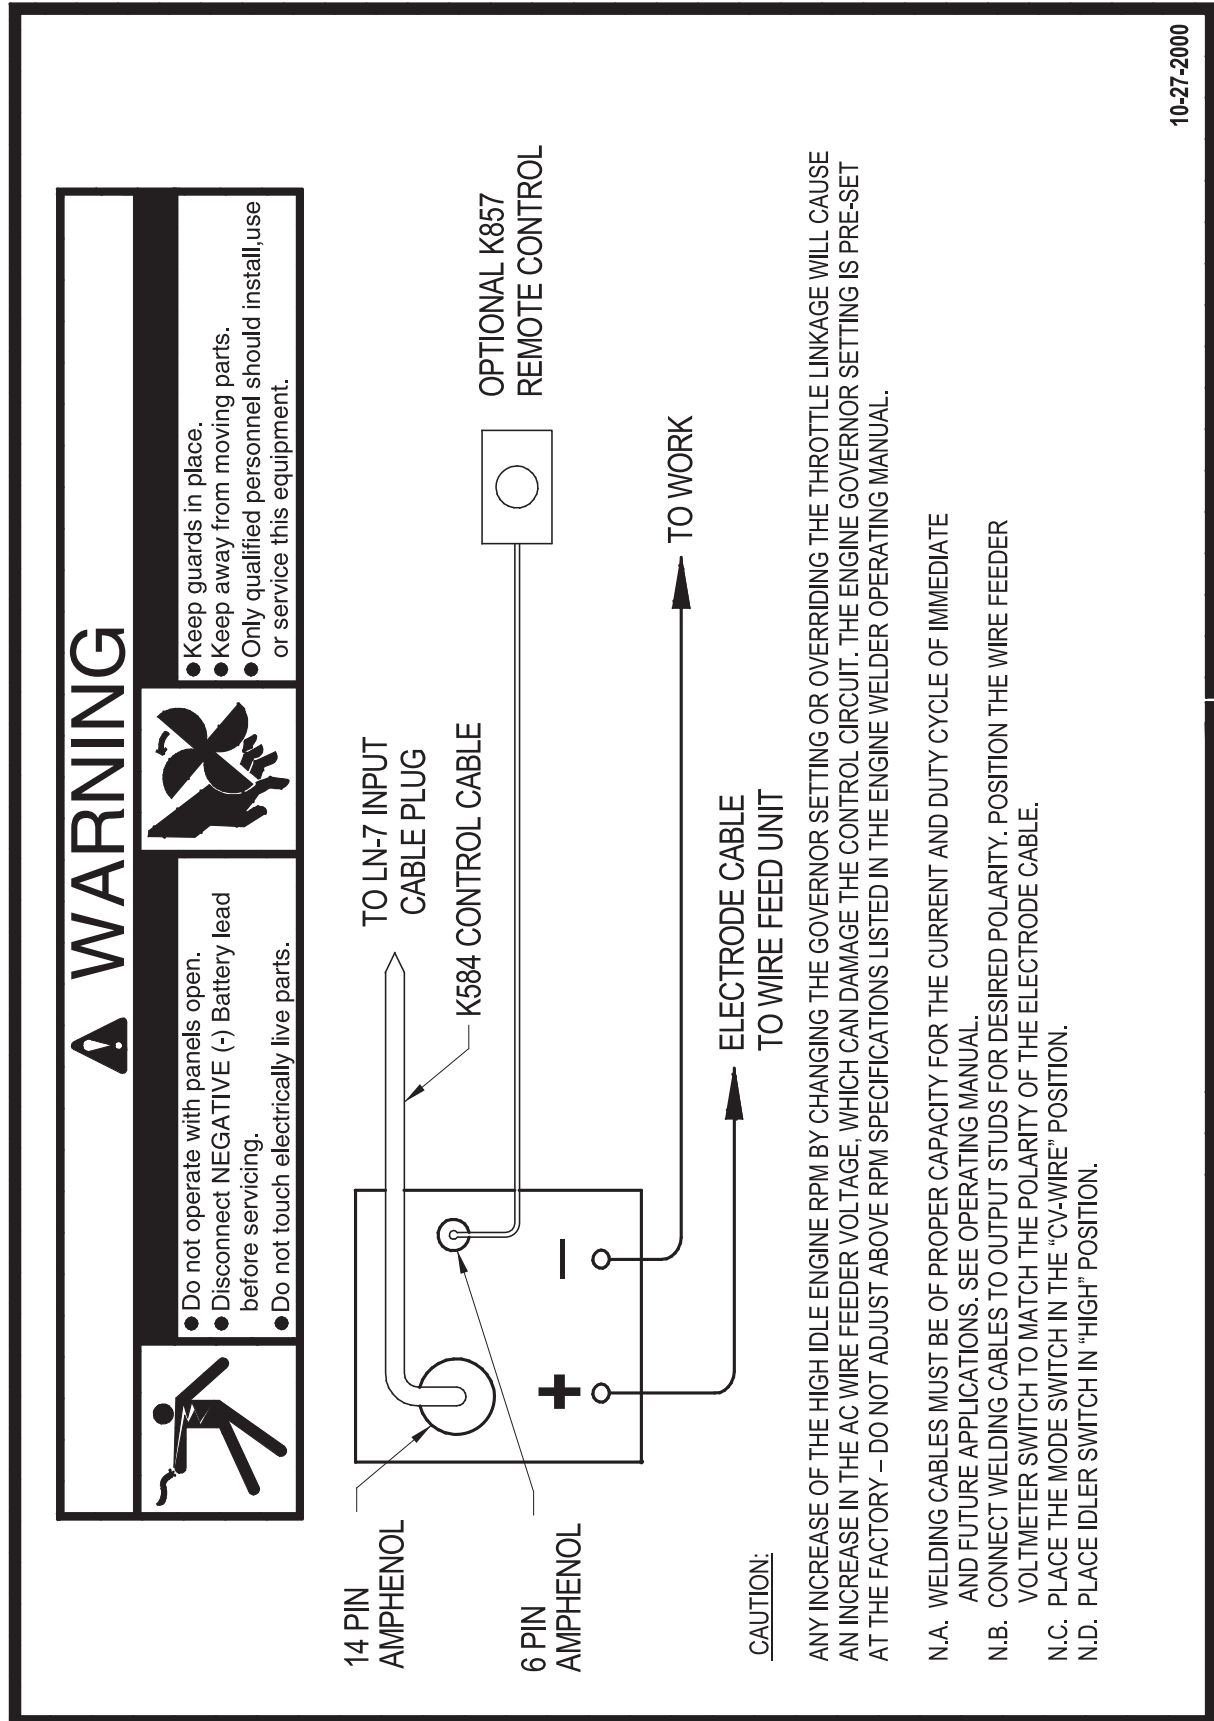 WARNING
● Do not operate with panels open.
● Disconnect NEGATIVE (-) Battery lead
before servicing.
● Do not touch electrically live parts.
● Keep guards in place.
● Keep away from moving parts.
● Only qualified personnel should install,use
or service this equipment.
14 PIN
AMPHENOL
6 PIN
AMPHENOL
TO LN-7 INPUT
CABLE PLUG
K584 CONTROL CABLE
OPTIONAL K857
REMOTE CONTROL
+
−
TO WORK
ELECTRODE CABLE
TO WIRE FEED UNIT
CAUTION:
ANY INCREASE OF THE HIGH IDLE ENGINE RPM BY CHANGING THE GOVERNOR SETTING OR OVERRIDING THE THROTTLE LINKAGE WILL CAUSE
AN INCREASE IN THE AC WIRE FEEDER VOLTAGE, WHICH CAN DAMAGE THE CONTROL CIRCUIT. THE ENGINE GOVERNOR SETTING IS PRE-SET
AT THE FACTORY – DO NOT ADJUST ABOVE RPM SPECIFICATIONS LISTED IN THE ENGINE WELDER OPERATING MANUAL.
N.A. WELDING CABLES MUST BE OF PROPER CAPACITY FOR THE CURRENT AND DUTY CYCLE OF IMMEDIATE
AND FUTURE APPLICATIONS. SEE OPERATING MANUAL.
N.B. CONNECT WELDING CABLES TO OUTPUT STUDS FOR DESIRED POLARITY. POSITION THE WIRE FEEDER
VOLTMETER SWITCH TO MATCH THE POLARITY OF THE ELECTRODE CABLE.
N.C. PLACE THE MODE SWITCH IN THE “CV-WIRE” POSITION.
N.D. PLACE IDLER SWITCH IN “HIGH” POSITION.
10-27-2000